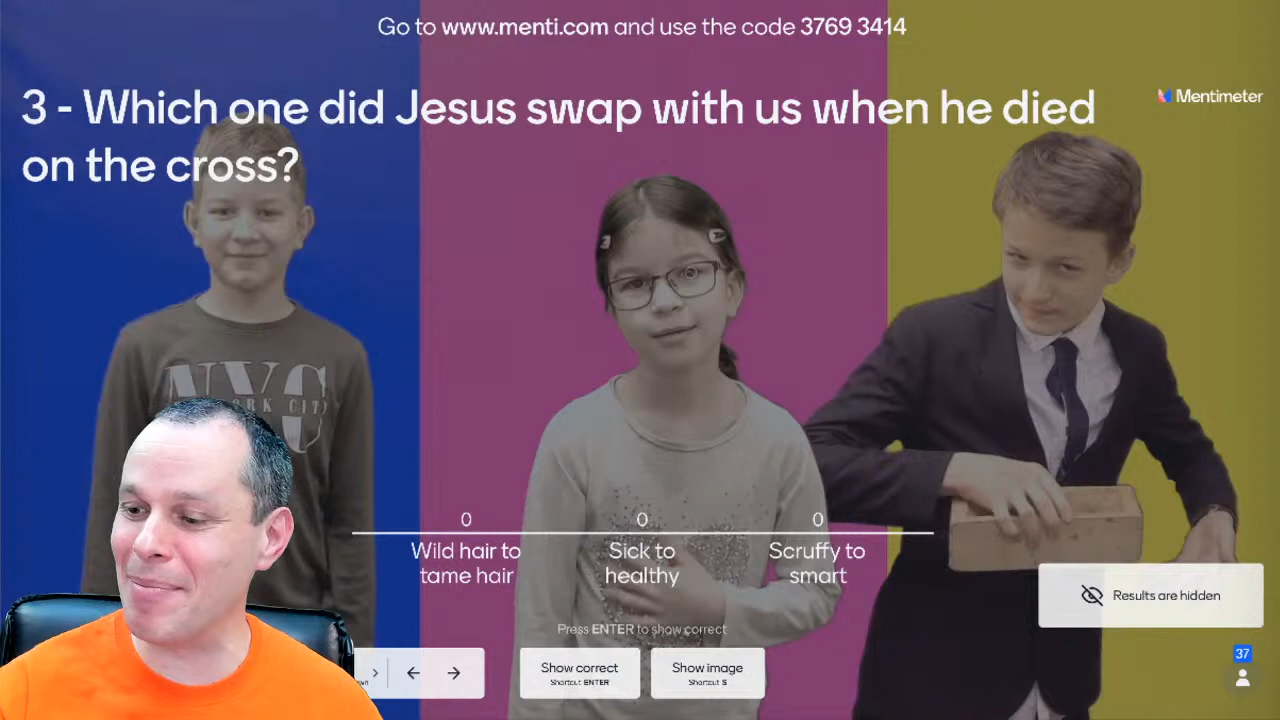 Go to www.menti.com and use the code 3769 3414
3 - Which one did Jesus swap with us when he died
on the cross?
Mentimeter
NYC
0
0
0
Wild hair to
tame hair
Sick to
healthy
Scruffy to
smart
Results are hidden
Press ENTER to show correct
Show correct
Shortcut ENTER
Show image
Shortcut S
37